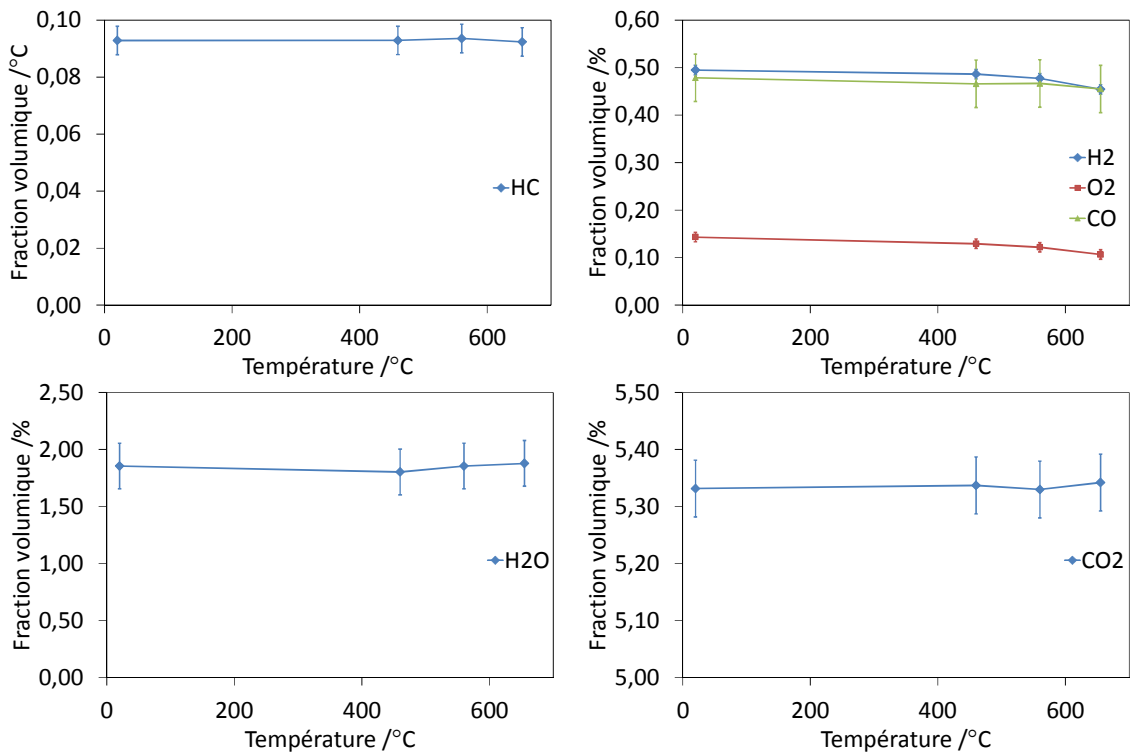 Fraction volumique /°C
0,10
0,08
0,06
0,04
0,02
0,00
0 200 400 600
Température /°C
HC
Fraction volumique /%
0,60
0,50
0,40
0,30
0,20
0,10
0,00
0 200 400 600
Température /°C
H2
O2
CO
Fraction volumique /%
2,50
2,00
1,50
1,00
0,50
0,00
0 200 400 600
Température /°C
H2O
Fraction volumique /%
5,50
5,40
5,30
5,20
5,10
5,00
0 200 400 600
Température /°C
CO2